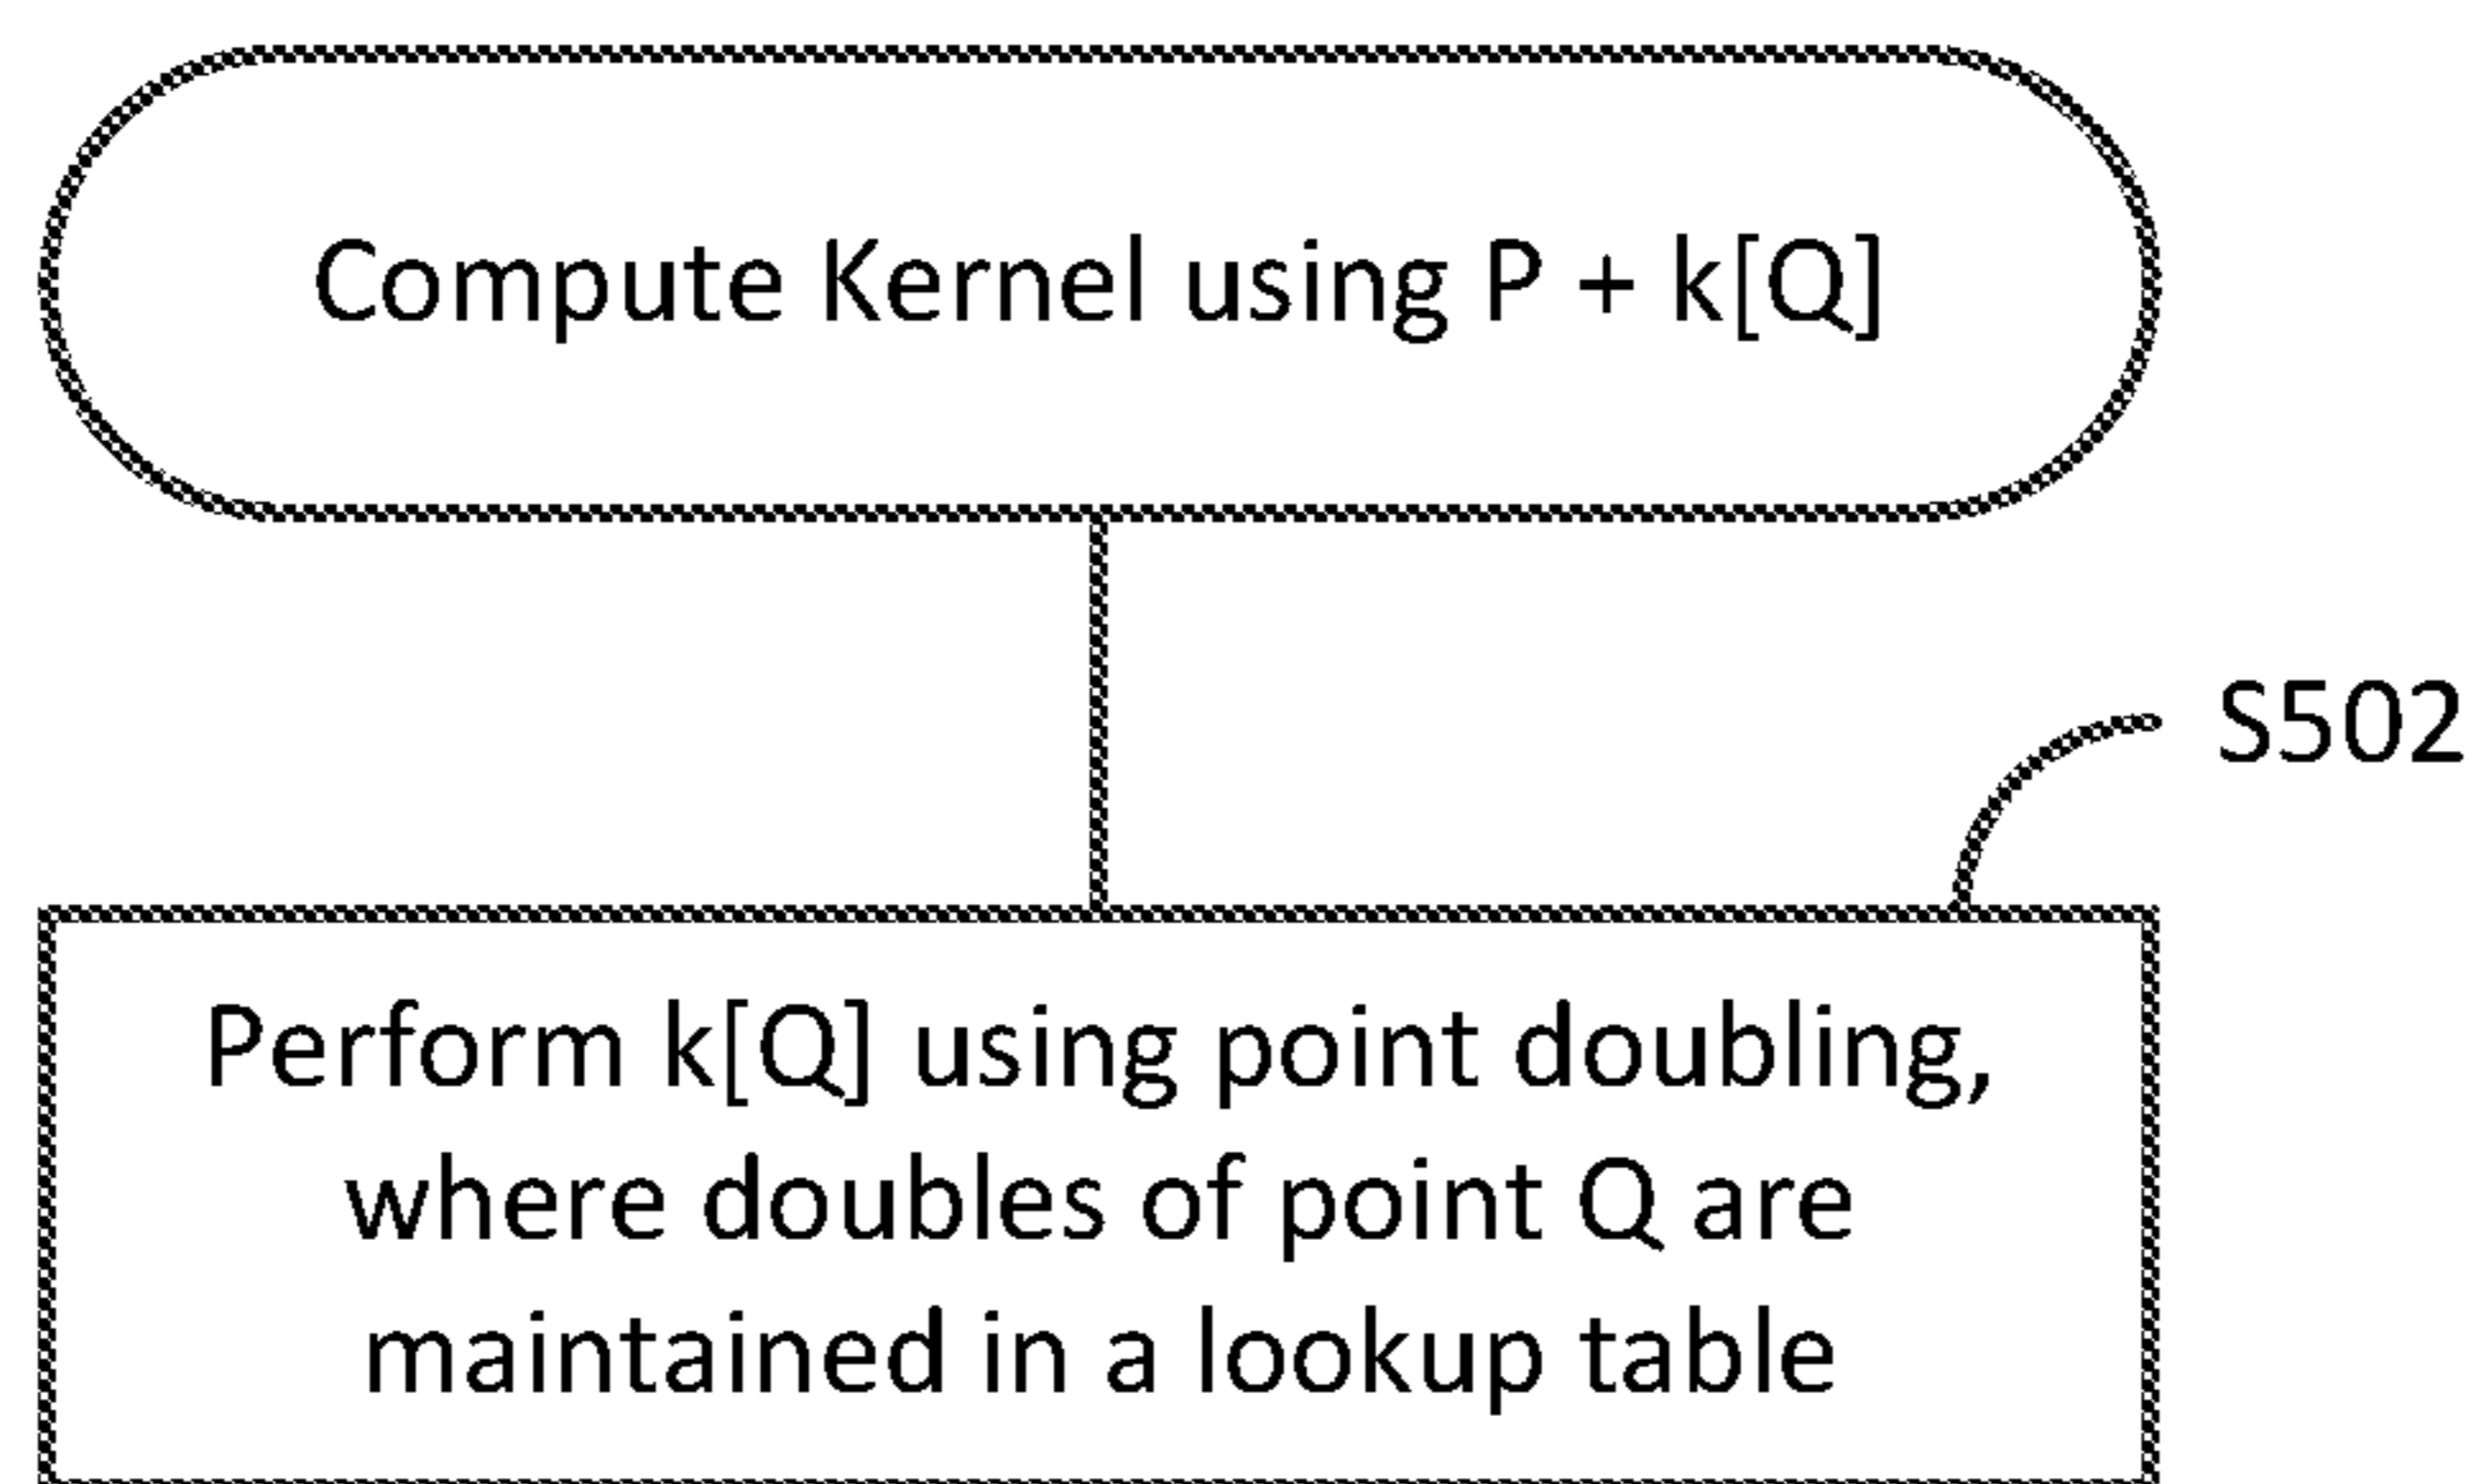 Compute Kernel using P + k[Q]
S502
Perform k[Q] using point doubling,
where doubles of point Q are
maintained in a lookup table